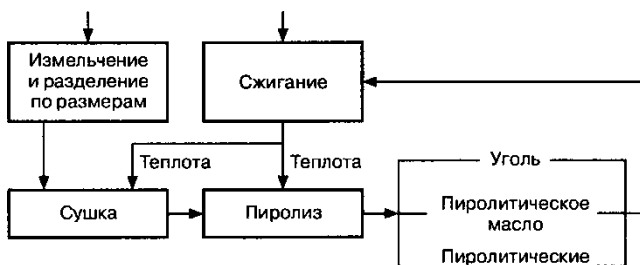 Измельчение
и разделение
по размерам
Сжигание
Теплота
Теплота
Сушка
Пиролиз
Уголь
Пиролитическое
масло
Пиролитические